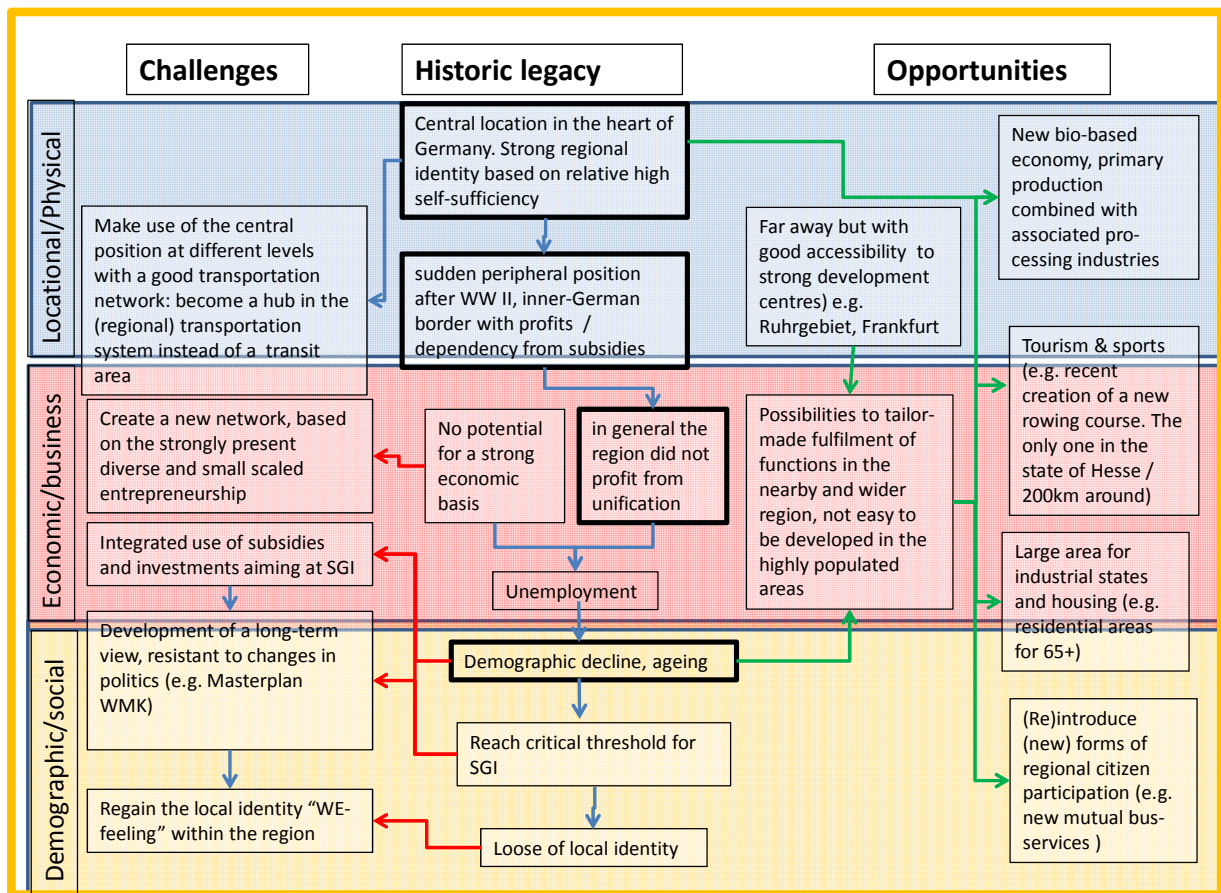 Challenges
Historic legacy
Opportunities
Locational/Physical
Central location in the heart of
Germany. Strong regional
identity based on relative high
self-sufficiency
New bio-based
economy, primary
production
combined with
associated pro-
cessing industries
Make use of the central
position at different levels
with a good transportation
network: become a hub in the
(regional) transportation
system instead of a transit
area
sudden peripheral position
after WW II, inner-German
border with profits /
dependency from subsidies
Far away but with
good accessibility to
strong development
centres) e.g.
Ruhrgebiet, Frankfurt
Economic/business
Create a new network, based
on the strongly present
diverse and small scaled
entrepreneurship
No potential
for a strong
economic
basis
in general the
region did not
profit from
unification
Possibilities to tailor-
made fulfilment of
functions in the
nearby and wider
region, not easy to
be developed in the
highly populated
areas
Tourism & sports
(e.g. recent
creation of a new
rowing course. The
only one in the
state of Hesse /
200km around)
Integrated use of subsidies
and investments aiming at SGI
Unemployment
Large area for
industrial states
and housing (e.g.
residential areas
for 65+)
Demographic/social
Development of a long-term
view, resistant to changes in
politics (e.g. Masterplan
WMK)
Demographic decline, ageing
Reach critical threshold for
SGI
(Re)introduce
(new) forms of
regional citizen
participation (e.g.
new mutual bus-
services )
Regain the local identity “WE-
feeling” within the region
Loose of local identity